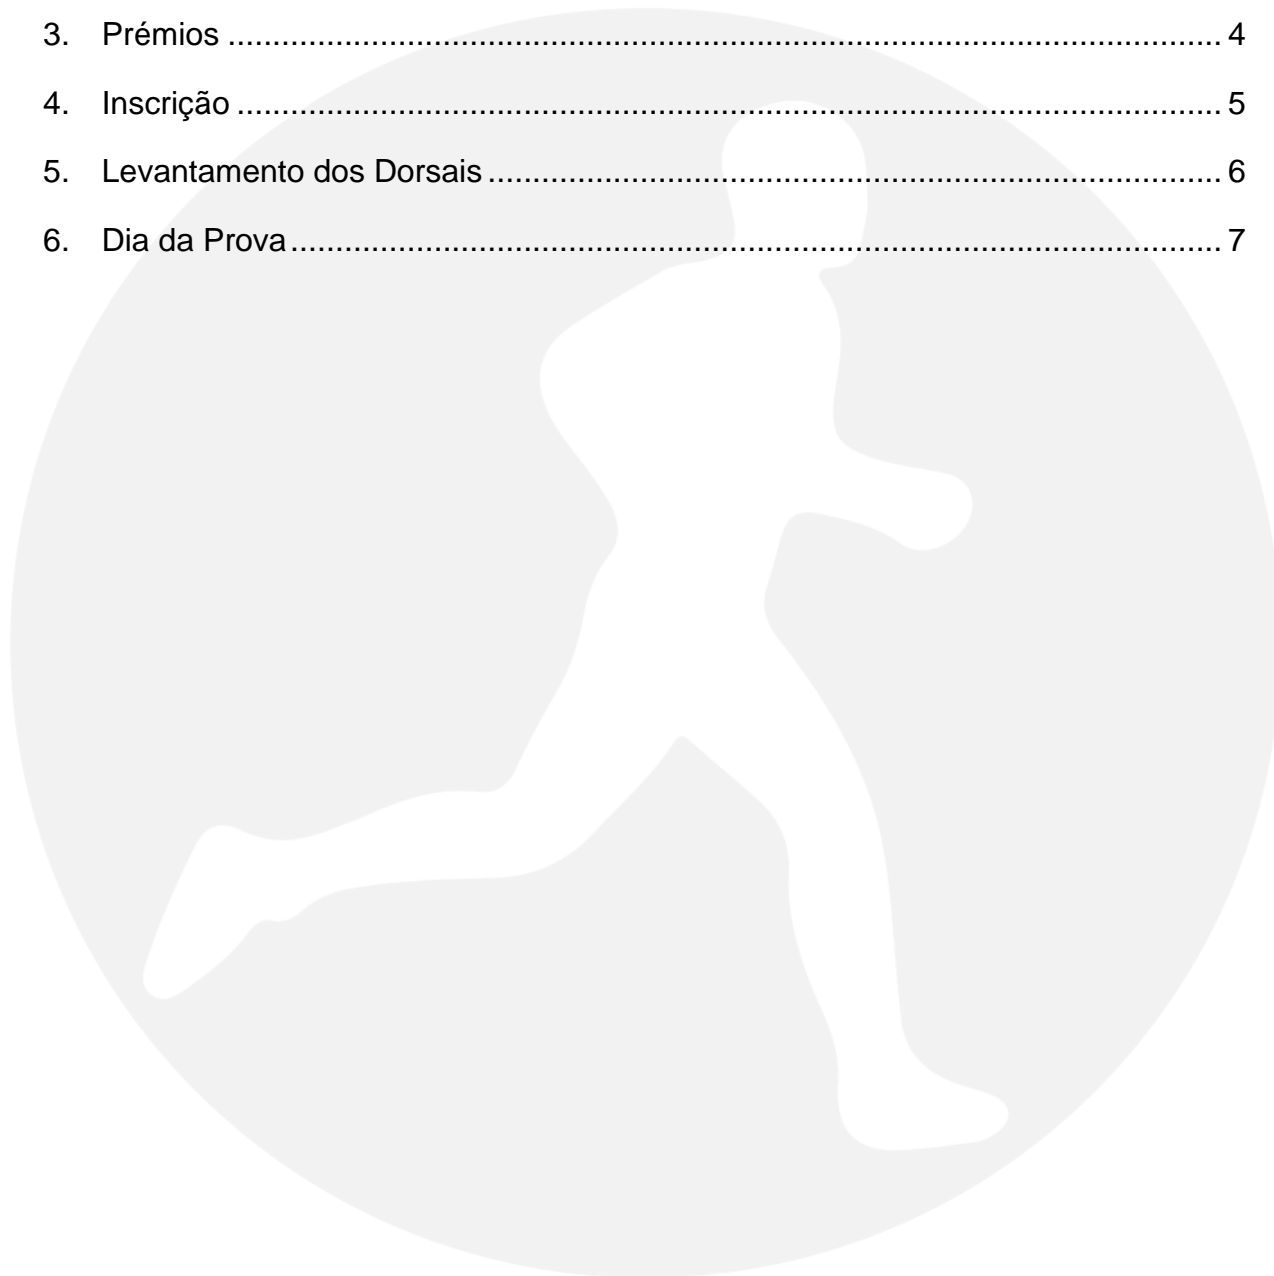 3. Prémios ........................................................................................................ 4
4. Inscrição ....................................................................................................... 5
5. Levantamento dos Dorsais ............................................................................. 6
6. Dia da Prova .................................................................................................. 7